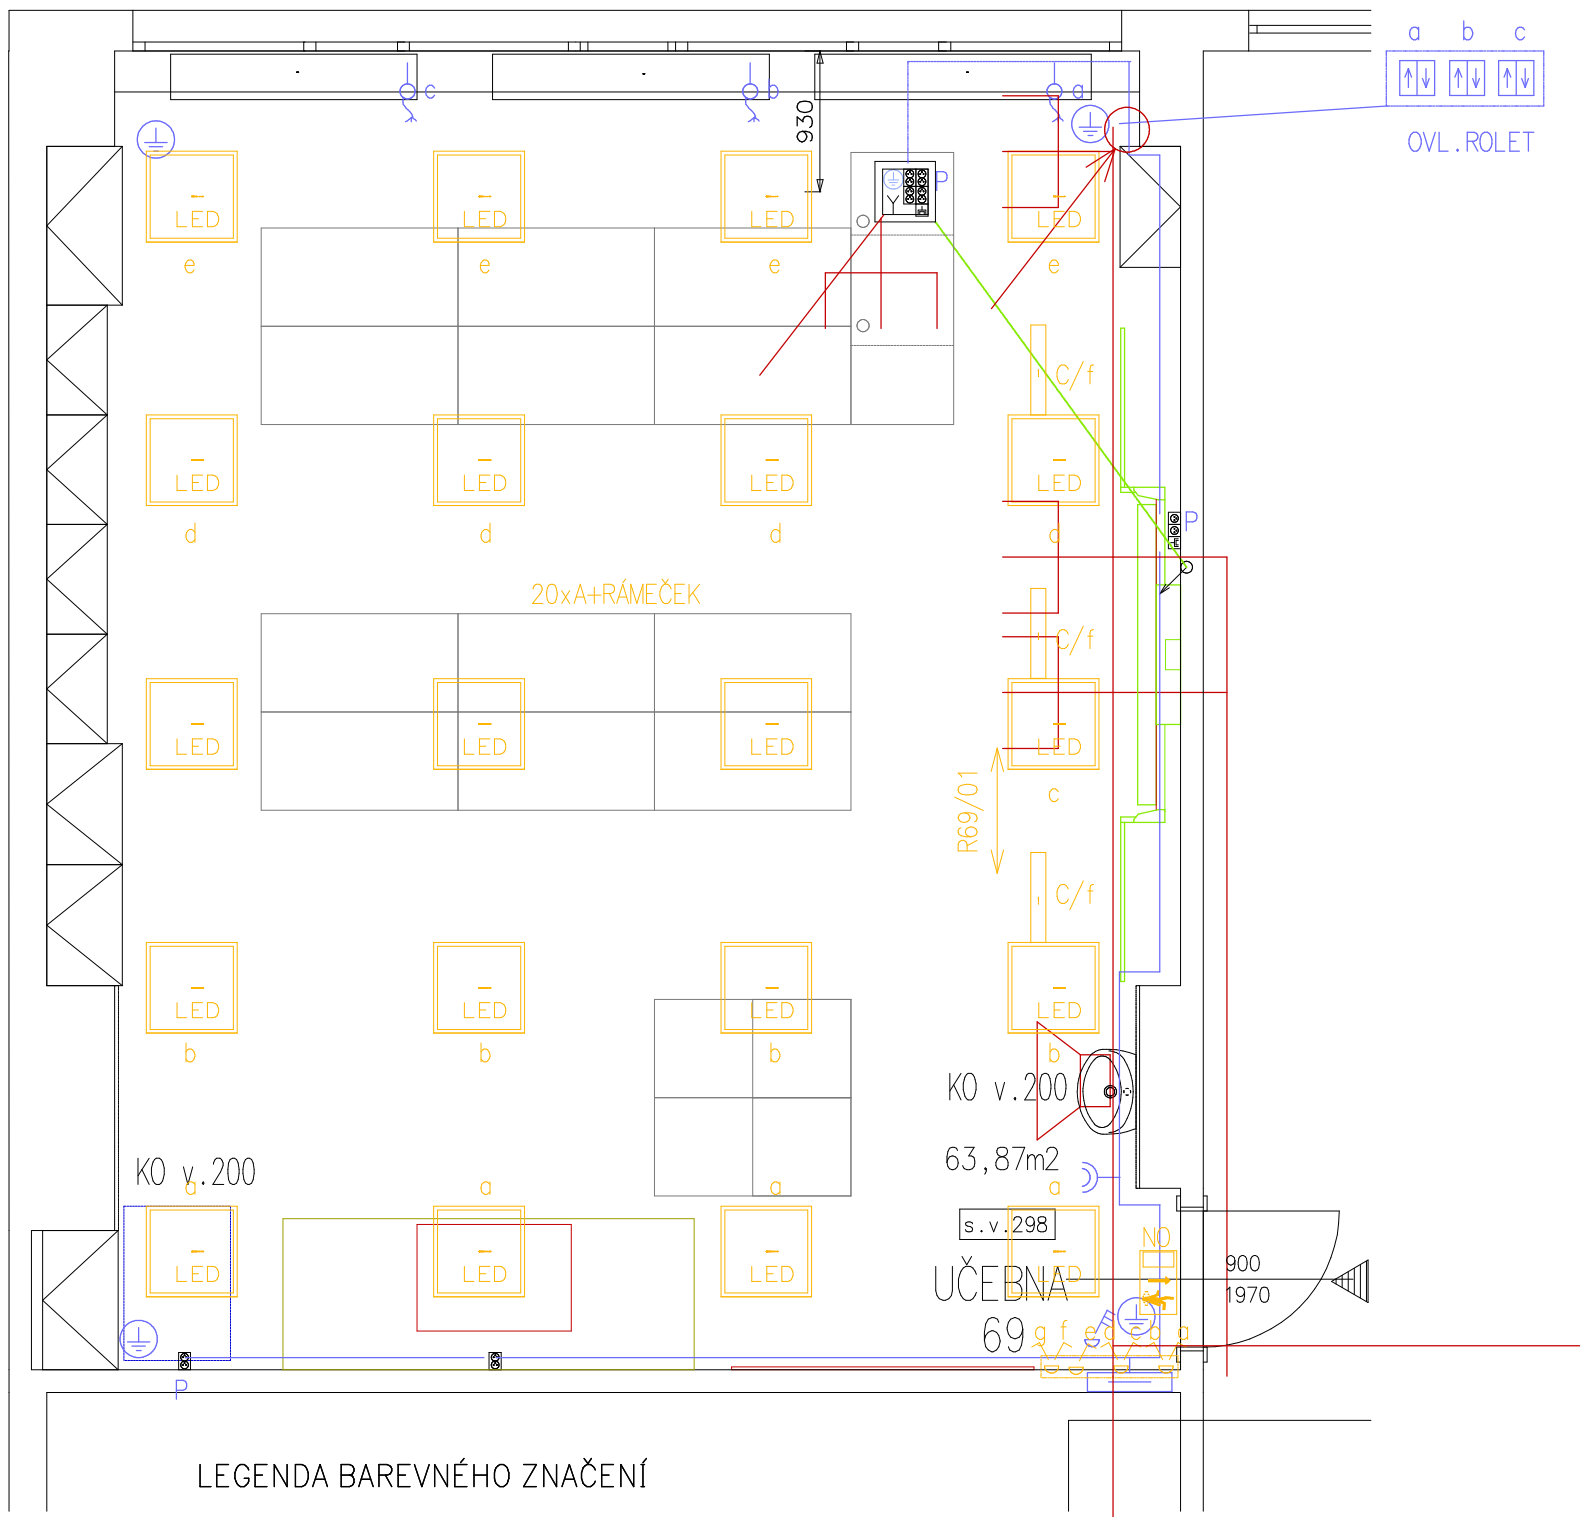 a b c
OVL.ROLET
c b a
930
P
LED LED LED LED
e e e e
C/f
LED LED LED LED
d d d d
P
20xA+RÁMEČEK
C/f
LED LED LED LED
c
R69/01
C/f
LED LED LED LED
b b b b
KO v.200
63,87m2
KO v.200
a a a a
s.v.298
LED LED LED LED
NO
UČEBNA
69
900
1970
g f e d c b a
P
LEGENDA BAREVNÉHO ZNAČENÍ